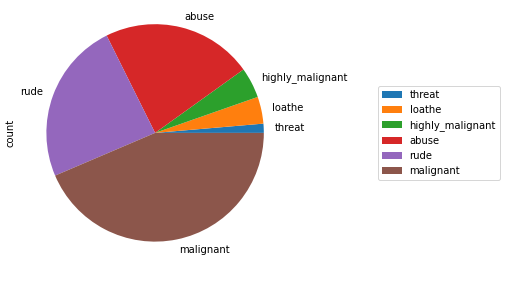 abuse
highly_malignant
rude
loathe
threat
count
malignant
threat
loathe
highly_malignant
abuse
rude
malignant